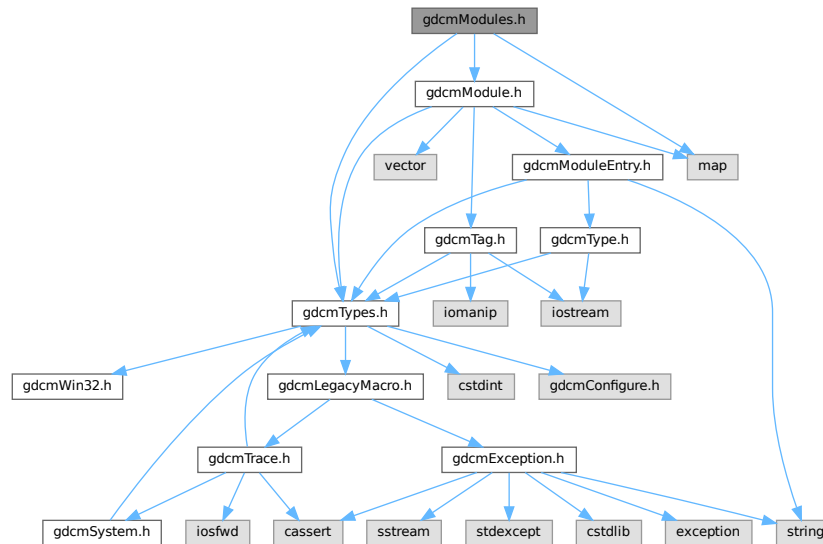 gdcmModules.h
gdcmModule.h
vector
gdcmModuleEntry.h
map
gdcmTag.h
gdcmType.h
gdcmTypes.h
iomanip
iostream
gdcmWin32.h
gdcmLegacyMacro.h
cstdint
gdcmConfigure.h
gdcmTrace.h
gdcmException.h
gdcmSystem.h
iosfwd
cassert
sstream
stdexcept
cstdlib
exception
string